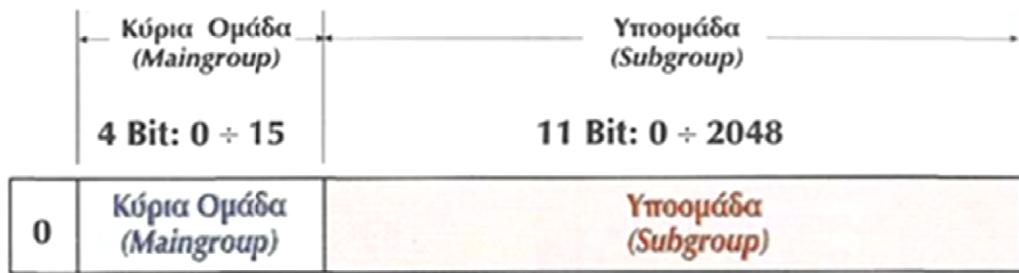 Κύρια Ομάδα
(Maingroup)
Υποομάδα
(Subgroup)
4 Bit: 0 ÷ 15
11 Bit: 0 ÷ 2048
0
Κύρια Ομάδα
(Maingroup)
Υποομάδα
(Subgroup)